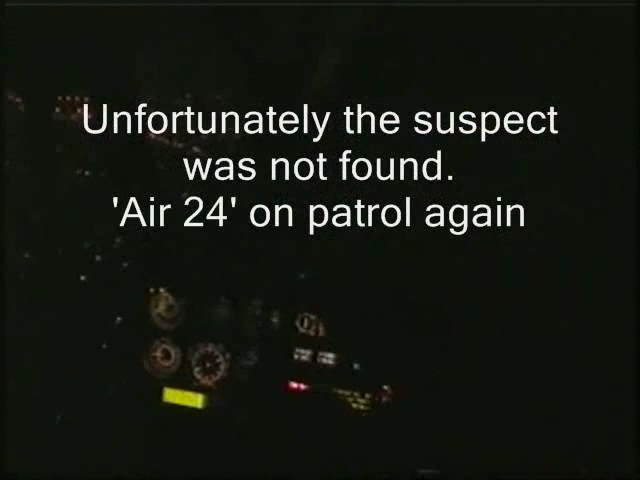 Unfortunately the suspect
was not found.
'Air 24' on patrol again